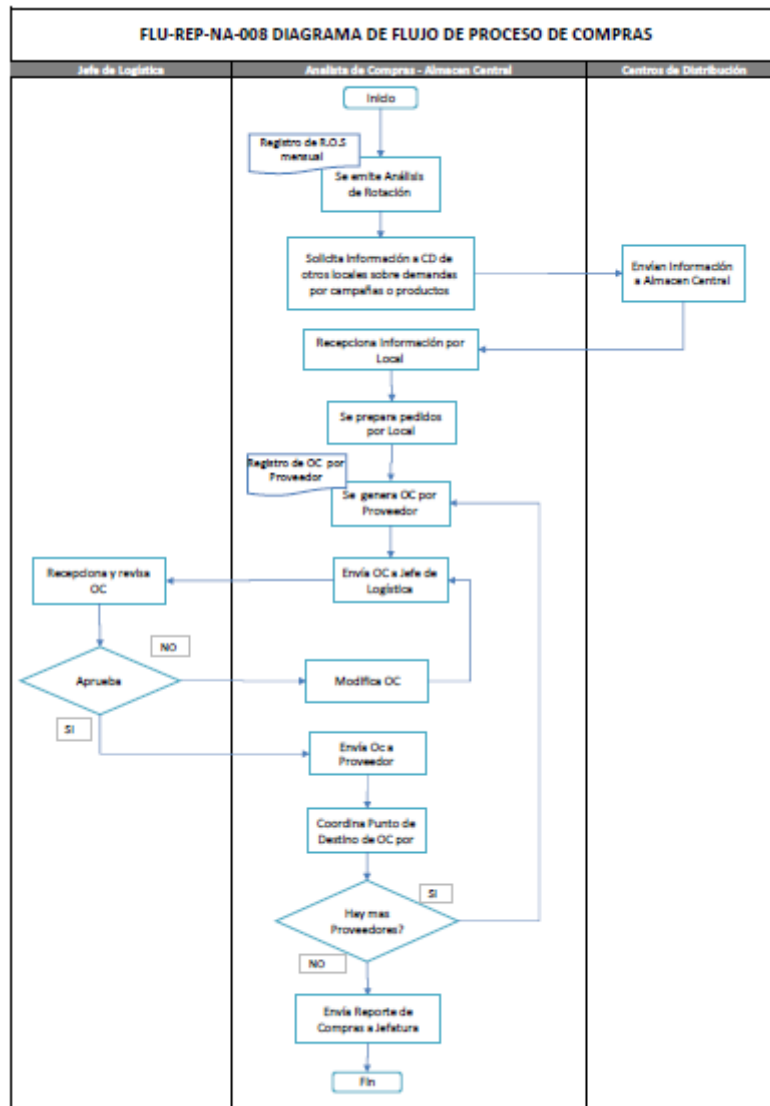 FLU-REP-NA-008 DIAGRAMA DE FLUJO DE PROCESO DE COMPRAS
Jefe de Logística
Analista de Compras - Almacen Central
Centros de Distribución
Inicio
Registro de R.O.S
mensual
Se emite Análisis
de Rotación
Solicita Información a CD de
otros locales sobre demandas
por campañas o productos
Envían Información
a Almacen Central
Recepciona Información por
Local
Se prepara pedidos
por Local
Registro de OC por
Proveedor
Se genera OC por
Proveedor
Recepciona y revisa
OC
Envía OC a Jefe de
Logística
NO
Aprueba
Modifica OC
SI
Envía Oc a
Proveedor
Coordina Punto de
Destino de OC por
SI
Hay mas
Proveedores?
NO
Envía Reporte de
Compras a Jefatura
Fin